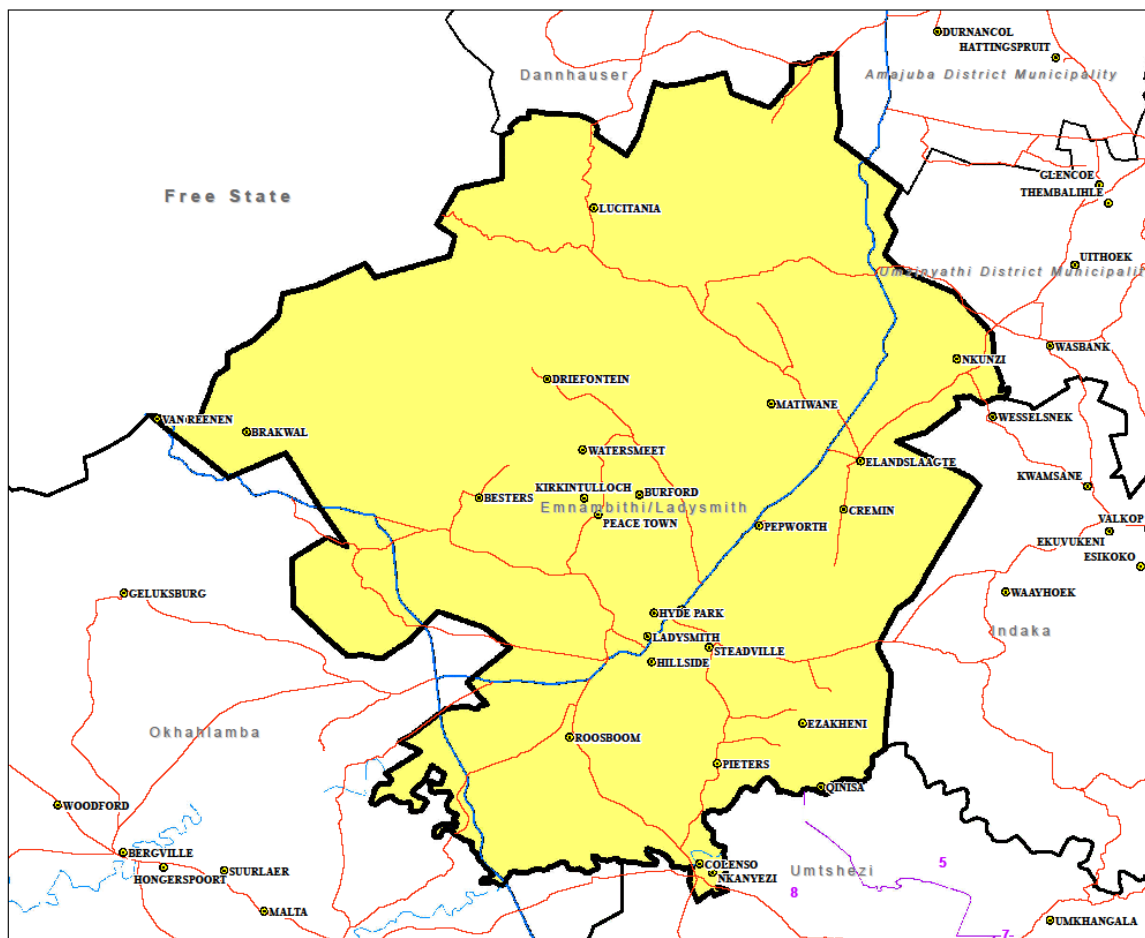 DURNANCOL
HATTINGSPRUIT
Dannhauser
Amajuba District Municipality
GLENCOE
THEMBALIHLE
Free State
LUCITANIA
UITHOEK
Umzinyathi District Municipality
WASBANK
NKUNZI
DRIEFONTEIN
MATIWANE
VAN REENEN
BRAKWAL
WESSELSNEK
WATERSMEET
ELANDSLAAGTE
KWAMSANE
KIRKINTULLOCH
BURFORD
BESTERS
Emnambithi/Ladysmith
CREMIN
PEACE TOWN
PEPWORTH
VALKOP
EKUVUKENI
ESIKOKO
GELUKSBURG
WAAYHOEK
HYDE PARK
Indaka
LADYSMITH
STEADVILLE
HILLSIDE
Okhahlamba
EZAKHENI
ROOSBOOM
PIETERS
QINISA
WOODFORD
BERGVILLE
HONGERSPOORT
SUURLAER
COLENSO
NKANYEZI
Umtshezi
5
8
MALTA
UMKHANGALA
7-